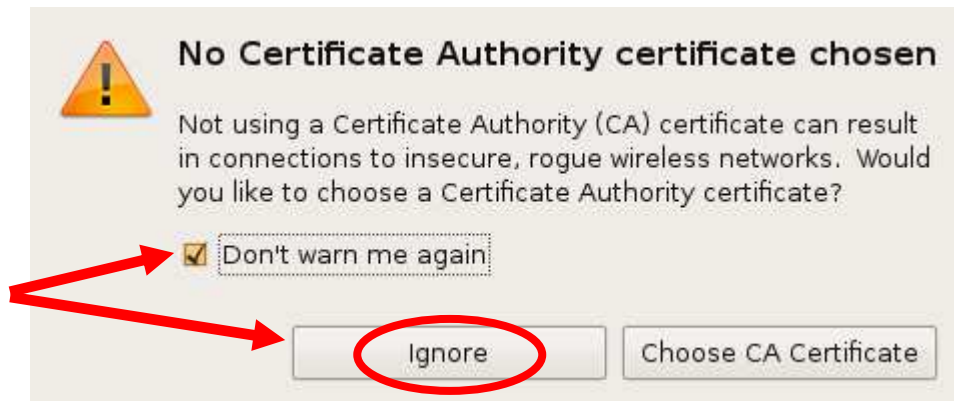 No Certificate Authority certificate chosen
Not using a Certificate Authority (CA) certificate can result
in connections to insecure, rogue wireless networks.  Would
you like to choose a Certificate Authority certificate?
Don't warn me again
Ignore
Choose CA Certificate